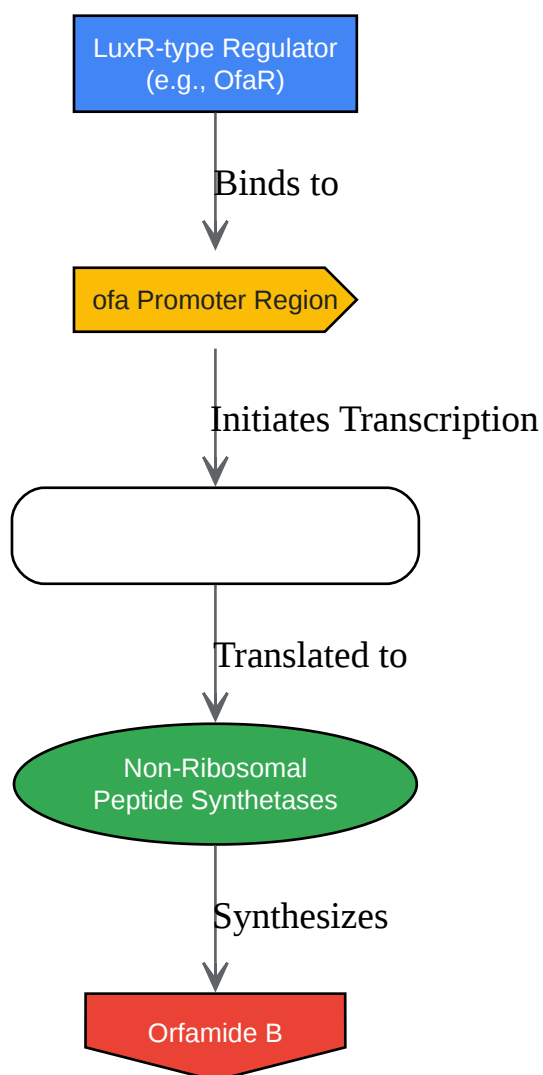 LuxR-type Regulator
(e.g., OfaR)
Binds to
ofa Promoter Region
Initiates Transcription
Translated to
Non-Ribosomal
Peptide Synthetases
Synthesizes
Orfamide B